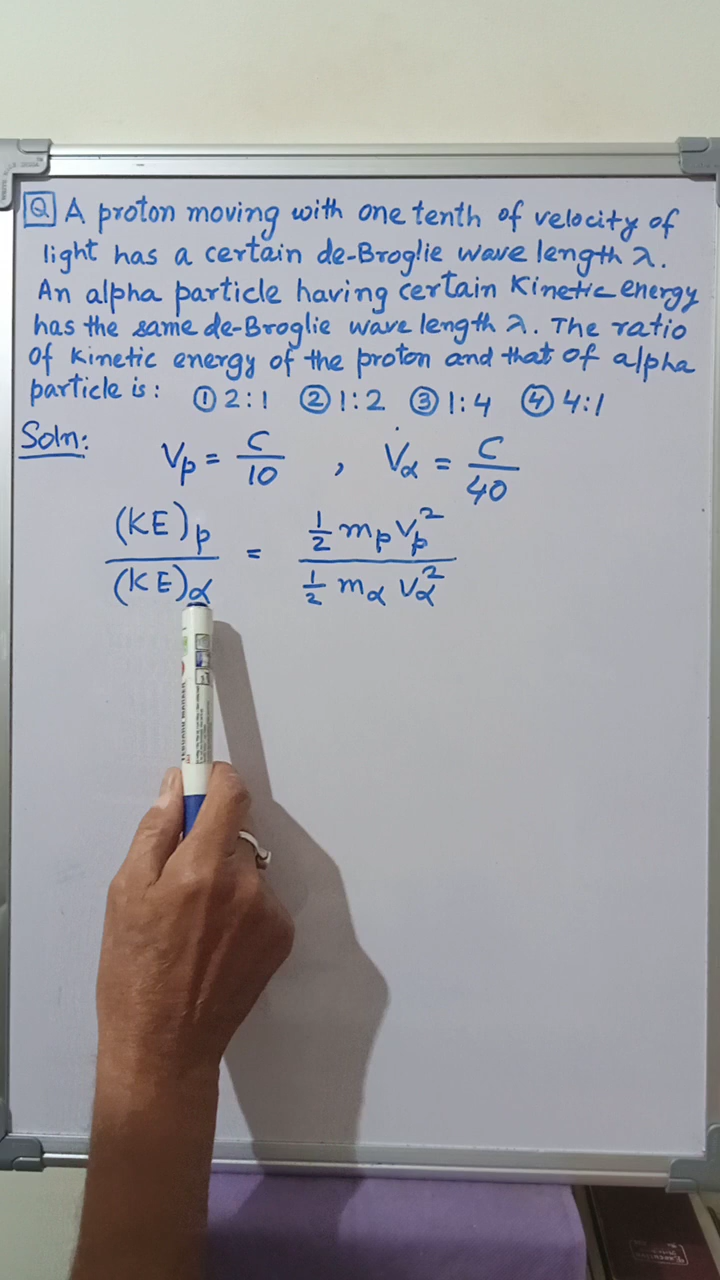 Q A proton moving with one tenth of velocity of
light has a certain de-Broglie wave length λ.
An alpha particle having certain Kinetic energy
has the same de-Broglie wave length λ. The ratio
of kinetic energy of the proton and that of alpha
particle is: ① 2:1 ② 1:2 ③ 1:4 ④ 4:1
Soln:
Vp = C/10 , Vα = C/40
(KE)p/(KE)α = ½ mp Vp²/½ mα Vα²